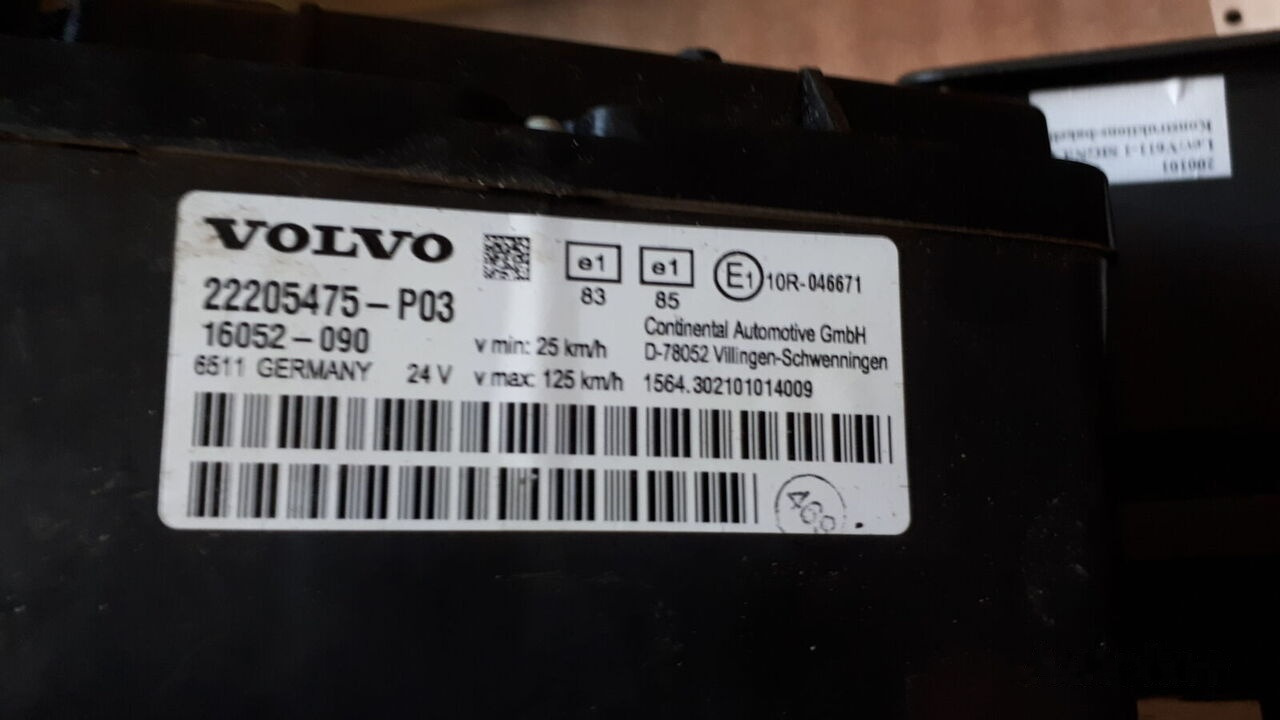 VOLVO
22205475-P03
16052-090
6511 GERMANY 24 V
v min: 25 km/h
v max: 125 km/h
e1
83
e1
85
E1 10R-046671
Continental Automotive GmbH
D-78052 Villingen-Schwenningen
1564.302101014009
200101